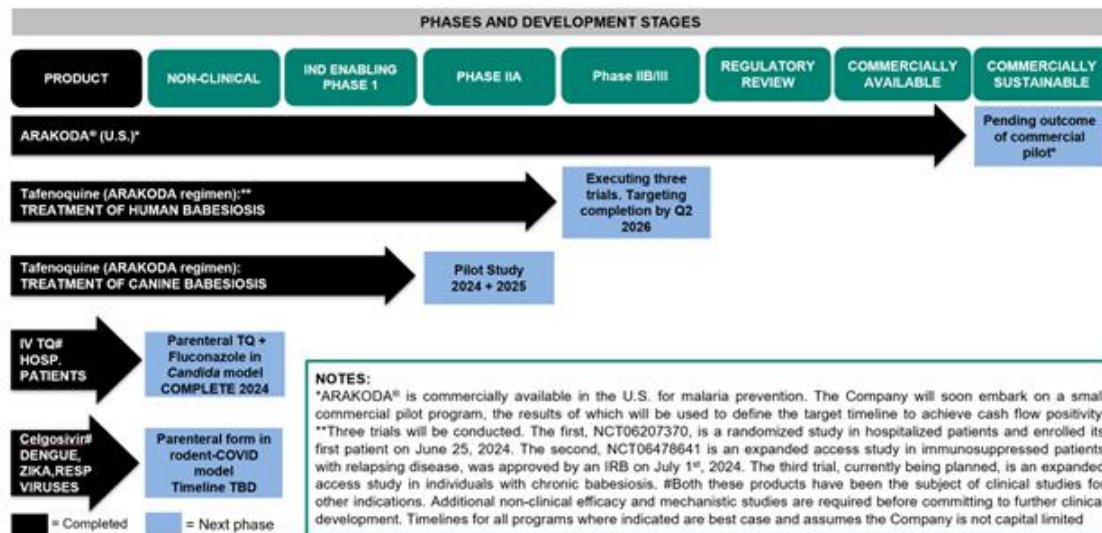 PHASES AND DEVELOPMENT STAGES
PRODUCT
NON-CLINICAL
IND ENABLING
PHASE 1
PHASE IIA
Phase IIB/III
REGULATORY
REVIEW
COMMERCIALLY
AVAILABLE
COMMERCIALLY
SUSTAINABLE
ARAKODA® (U.S.)*
Pending outcome
of commercial
pilot*
Tafenoquine (ARAKODA regimen):**
TREATMENT OF HUMAN BABESIOSIS
Executing three
trials. Targeting
completion by Q2
2026
Tafenoquine (ARAKODA regimen):
TREATMENT OF CANINE BABESIOSIS
Pilot Study
2024 + 2025
IV TQ#
HOSP.
PATIENTS
Parenteral TQ +
Fluconazole in
Candida model
COMPLETE 2024
Celgosivir#
DENGUE,
ZIKA,RESP
VIRUSES
Parenteral form in
rodent-COVID
model
Timeline TBD
= Completed
= Next phase
NOTES:
*ARAKODA® is commercially available in the U.S. for malaria prevention. The Company will soon embark on a small
commercial pilot program, the results of which will be used to define the target timeline to achieve cash flow positivity
**Three trials will be conducted. The first, NCT06207370, is a randomized study in hospitalized patients and enrolled its
first patient on June 25, 2024. The second, NCT06478641 is an expanded access study in immunosuppressed patients
with relapsing disease, was approved by an IRB on July 1st, 2024. The third trial, currently being planned, is an expanded
access study in individuals with chronic babesiosis. #Both these products have been the subject of clinical studies for
other indications. Additional non-clinical efficacy and mechanistic studies are required before committing to further clinical
development. Timelines for all programs where indicated are best case and assumes the Company is not capital limited